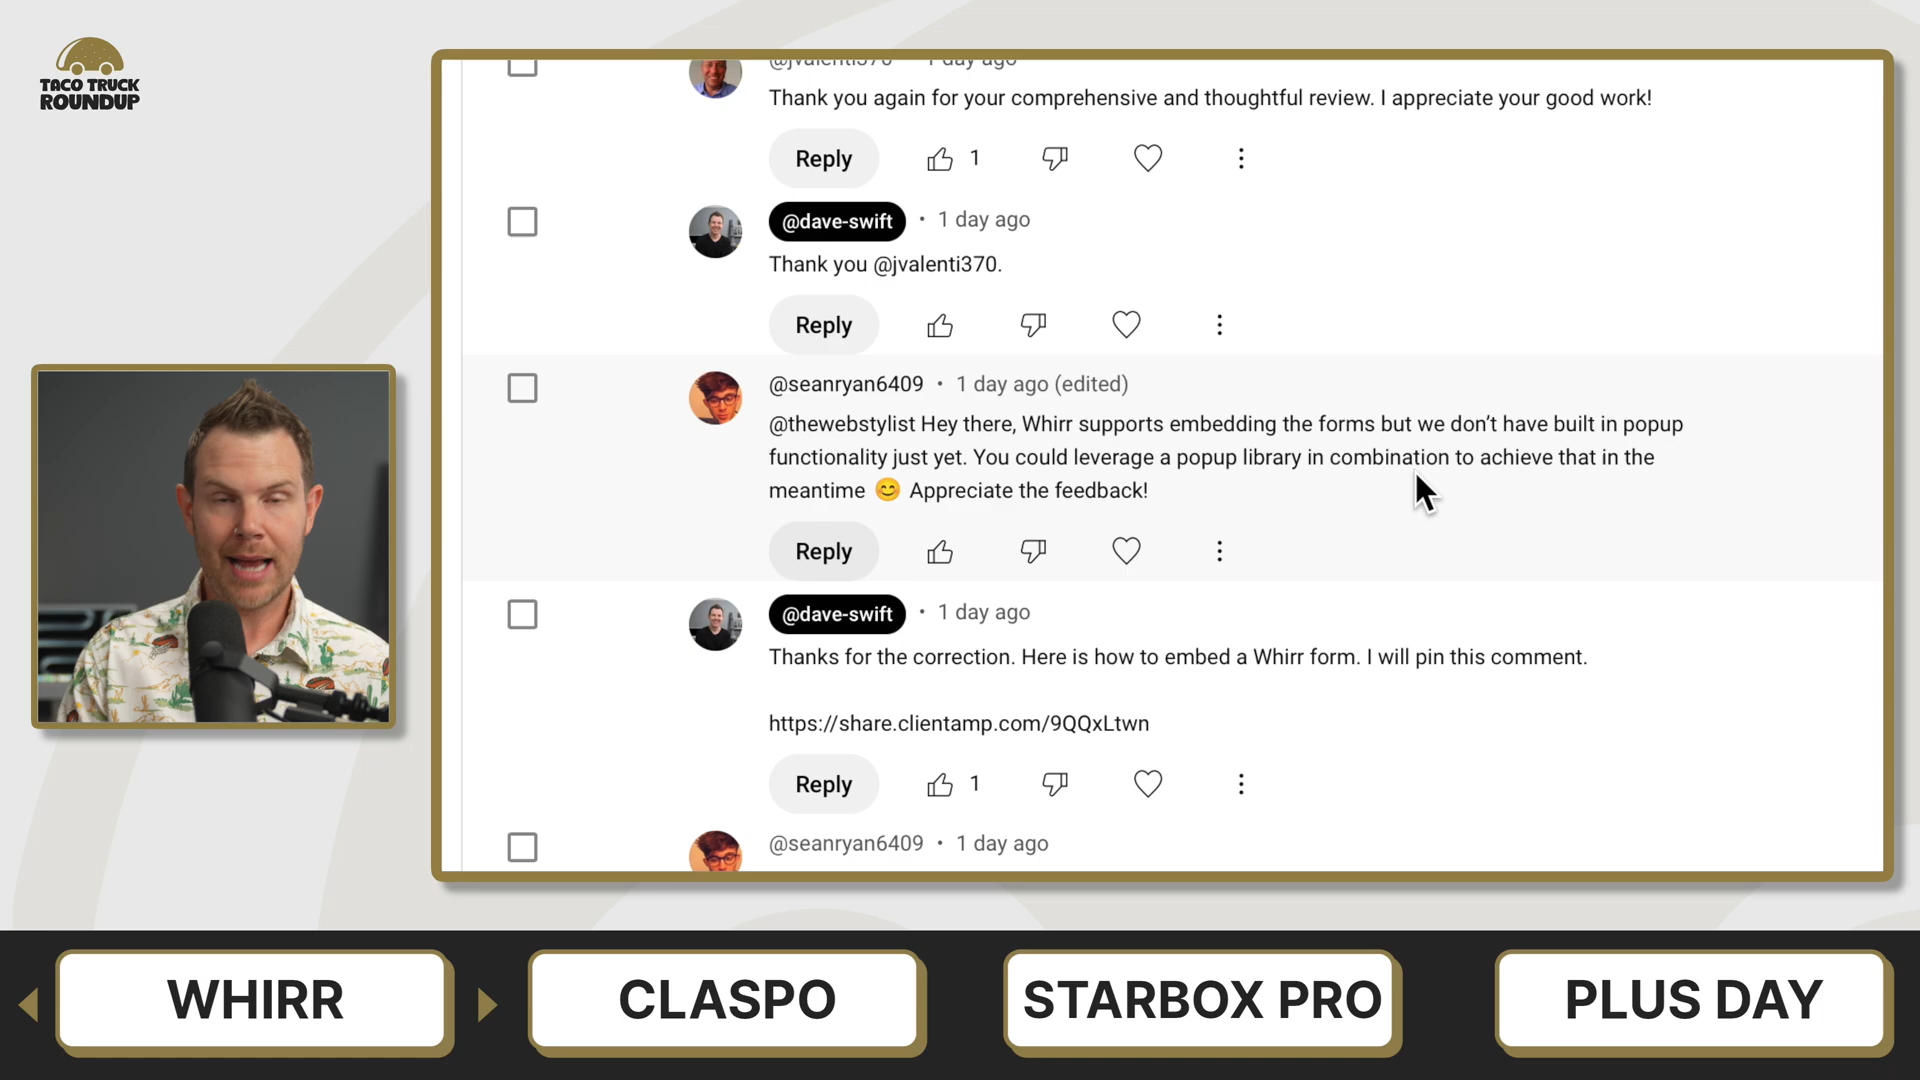 TACO TRUCK
ROUNDUP
@jvalenti370 • 1 day ago
Thank you again for your comprehensive and thoughtful review. I appreciate your good work!
Reply 1
@dave-swift • 1 day ago
Thank you @jvalenti370.
Reply
@seanryan6409 • 1 day ago (edited)
@thewebstylist Hey there, Whirr supports embedding the forms but we don’t have built in popup
functionality just yet. You could leverage a popup library in combination to achieve that in the
meantime 😊 Appreciate the feedback!
Reply
@dave-swift • 1 day ago
Thanks for the correction. Here is how to embed a Whirr form. I will pin this comment.
https://share.clientamp.com/9QQxLtwn
Reply 1
@seanryan6409 • 1 day ago
WHIRR
CLASPO
STARBOX PRO
PLUS DAY